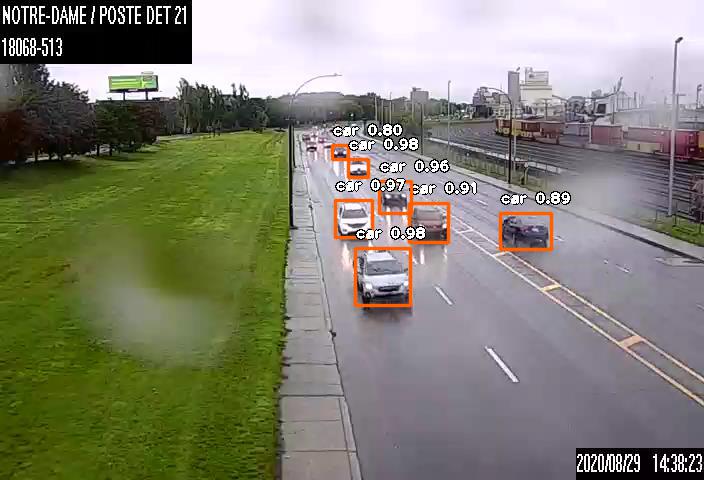 NOTRE-DAME / POSTE DET 21
18068-513
car 0.80
car 0.98
car 0.96
car 0.97
car 0.91
car 0.89
car 0.98
2020/08/29 14:38:23